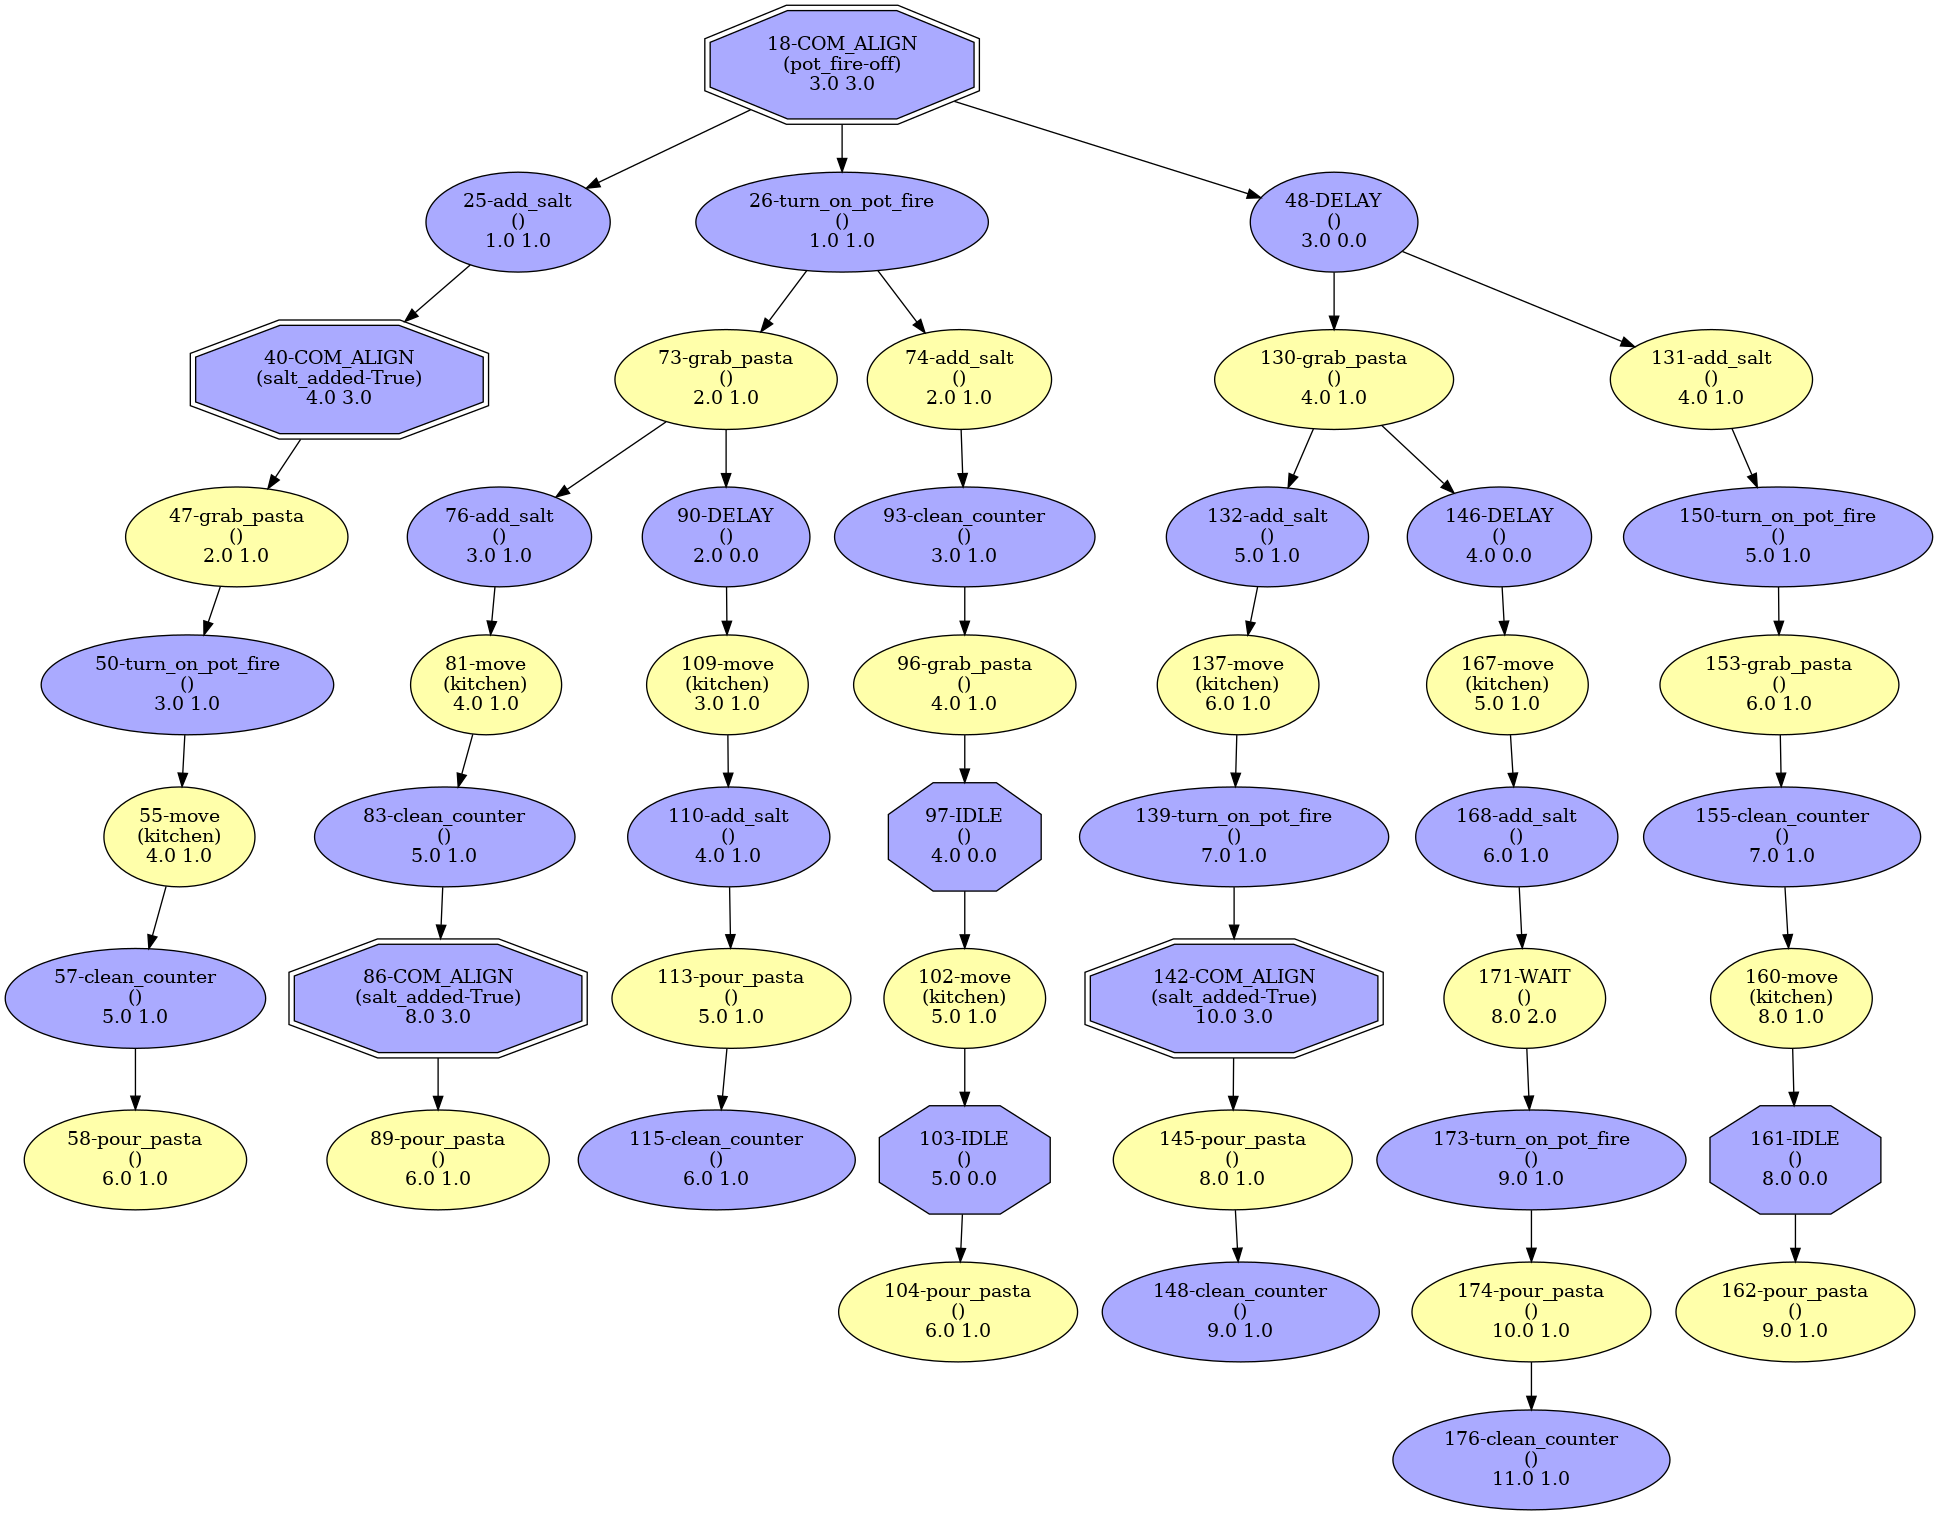 18-COM_ALIGN
(pot_fire-off)
3.0 3.0
25-add_salt
()
1.0 1.0
26-turn_on_pot_fire
()
1.0 1.0
48-DELAY
()
3.0 0.0
40-COM_ALIGN
(salt_added-True)
4.0 3.0
73-grab_pasta
()
2.0 1.0
74-add_salt
()
2.0 1.0
130-grab_pasta
()
4.0 1.0
131-add_salt
()
4.0 1.0
47-grab_pasta
()
2.0 1.0
76-add_salt
()
3.0 1.0
90-DELAY
()
2.0 0.0
93-clean_counter
()
3.0 1.0
132-add_salt
()
5.0 1.0
146-DELAY
()
4.0 0.0
150-turn_on_pot_fire
()
5.0 1.0
50-turn_on_pot_fire
()
3.0 1.0
81-move
(kitchen)
4.0 1.0
109-move
(kitchen)
3.0 1.0
96-grab_pasta
()
4.0 1.0
137-move
(kitchen)
6.0 1.0
167-move
(kitchen)
5.0 1.0
153-grab_pasta
()
6.0 1.0
55-move
(kitchen)
4.0 1.0
83-clean_counter
()
5.0 1.0
110-add_salt
()
4.0 1.0
97-IDLE
()
4.0 0.0
139-turn_on_pot_fire
()
7.0 1.0
168-add_salt
()
6.0 1.0
155-clean_counter
()
7.0 1.0
57-clean_counter
()
5.0 1.0
86-COM_ALIGN
(salt_added-True)
8.0 3.0
113-pour_pasta
()
5.0 1.0
102-move
(kitchen)
5.0 1.0
142-COM_ALIGN
(salt_added-True)
10.0 3.0
171-WAIT
()
8.0 2.0
160-move
(kitchen)
8.0 1.0
58-pour_pasta
()
6.0 1.0
89-pour_pasta
()
6.0 1.0
115-clean_counter
()
6.0 1.0
103-IDLE
()
5.0 0.0
145-pour_pasta
()
8.0 1.0
173-turn_on_pot_fire
()
9.0 1.0
161-IDLE
()
8.0 0.0
104-pour_pasta
()
6.0 1.0
148-clean_counter
()
9.0 1.0
174-pour_pasta
()
10.0 1.0
162-pour_pasta
()
9.0 1.0
176-clean_counter
()
11.0 1.0